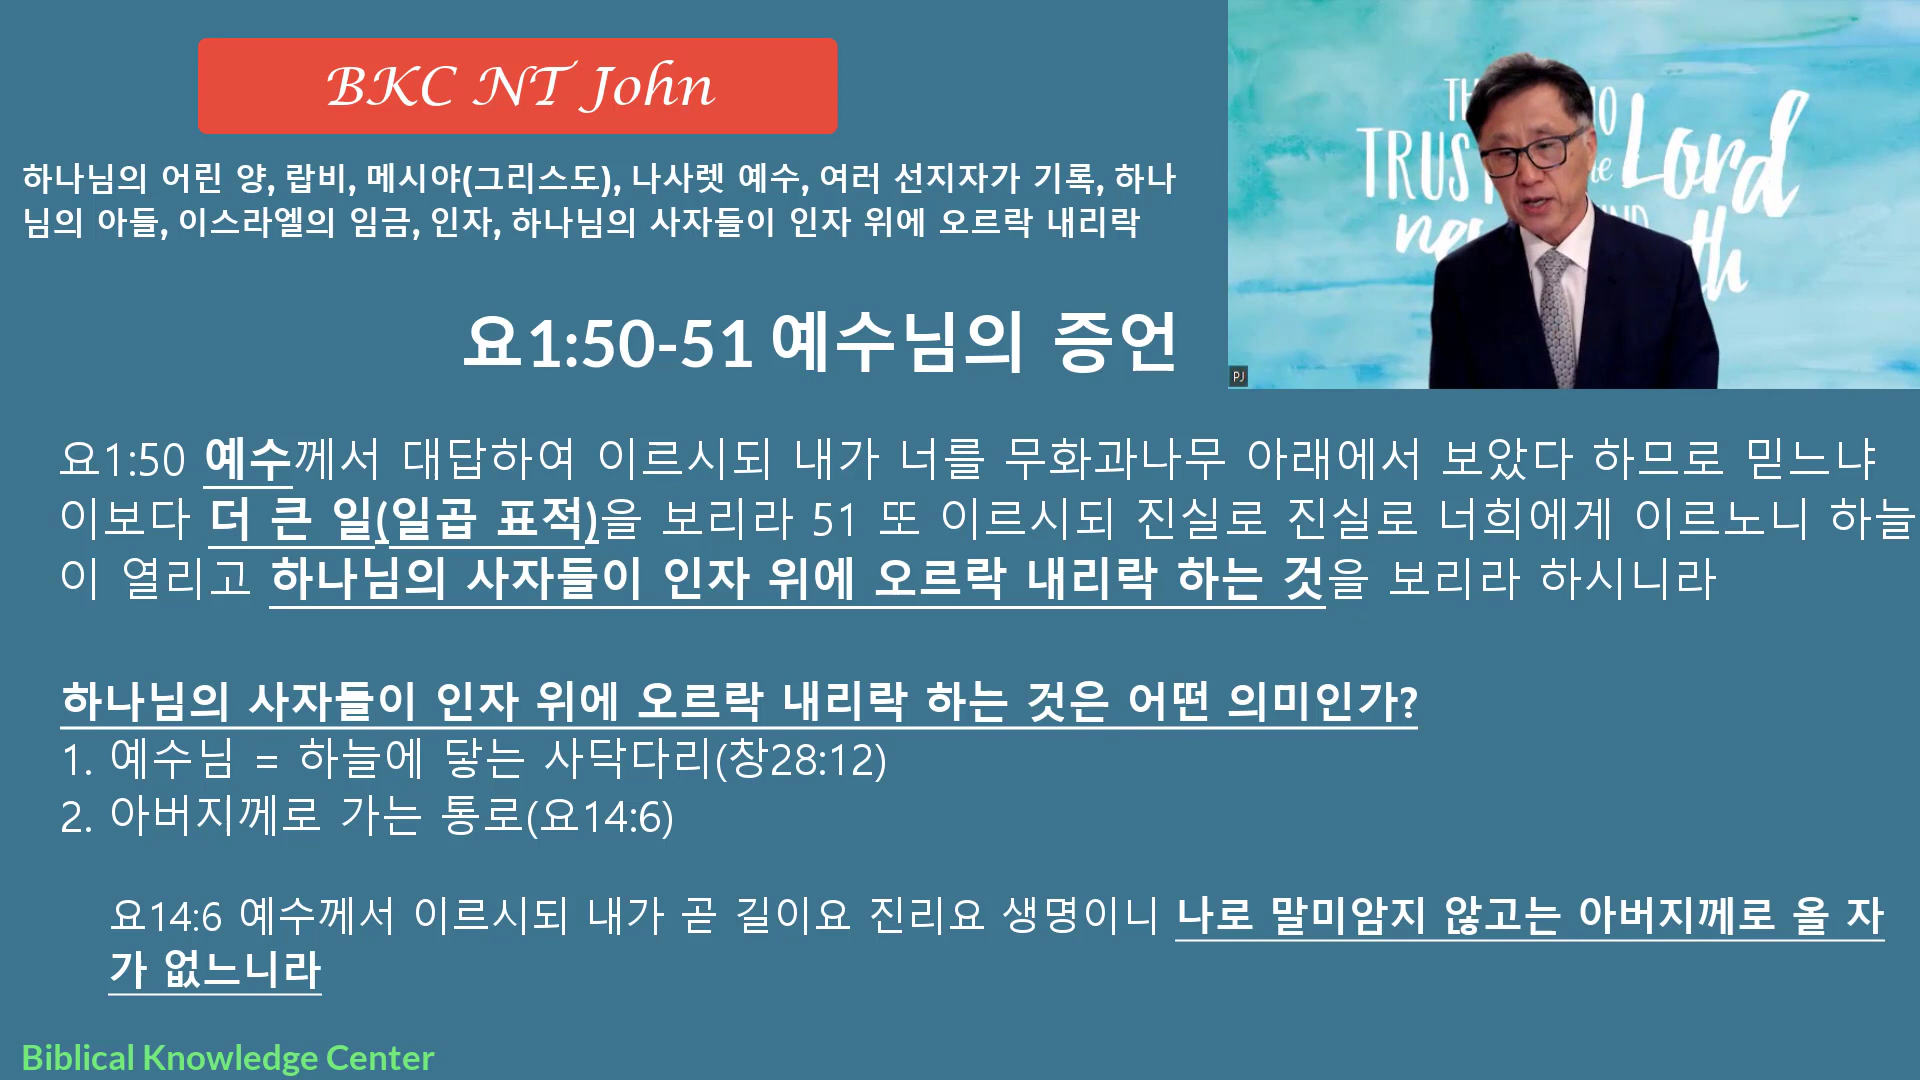 BKC NT John
하나님의 어린 양, 랍비, 메시야(그리스도), 나사렛 예수, 여러 선지자가 기록, 하나
님의 아들, 이스라엘의 임금, 인자, 하나님의 사자들이 인자 위에 오르락 내리락
TRUS
Lord
th
PJ
요1:50-51 예수님의 증언
요1:50 예수께서 대답하여 이르시되 내가 너를 무화과나무 아래에서 보았다 하므로 믿느냐
이보다 더 큰 일(일곱 표적)을 보리라 51 또 이르시되 진실로 진실로 너희에게 이르노니 하늘
이 열리고 하나님의 사자들이 인자 위에 오르락 내리락 하는 것을 보리라 하시니라
하나님의 사자들이 인자 위에 오르락 내리락 하는 것은 어떤 의미인가?
1. 예수님 = 하늘에 닿는 사닥다리(창28:12)
2. 아버지께로 가는 통로(요14:6)
요14:6 예수께서 이르시되 내가 곧 길이요 진리요 생명이니 나로 말미암지 않고는 아버지께로 올 자
가 없느니라
Biblical Knowledge Center